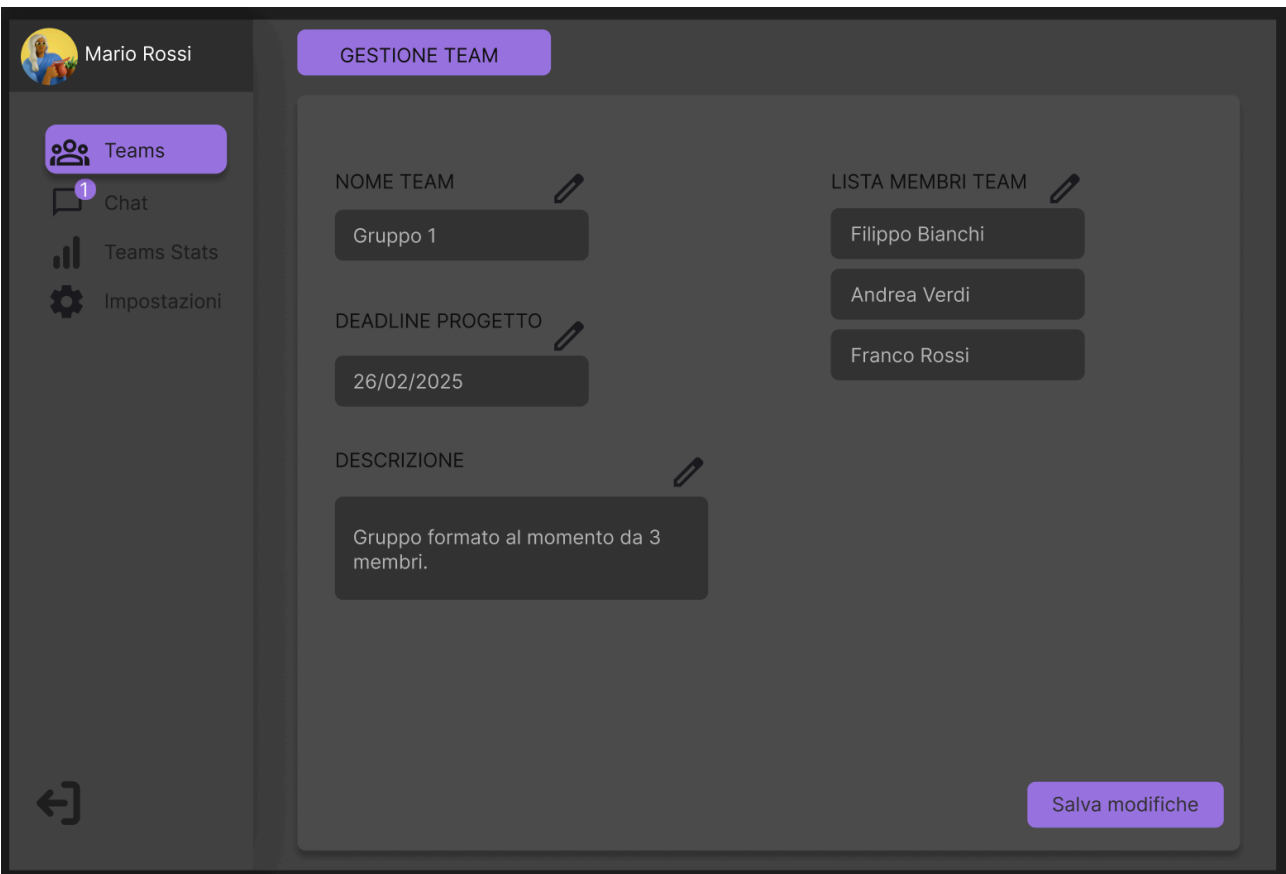 Mario Rossi
Teams
1
Chat
Teams Stats
Impostazioni
GESTIONE TEAM
NOME TEAM
Gruppo 1
DEADLINE PROGETTO
26/02/2025
DESCRIZIONE
Gruppo formato al momento da 3
membri.
LISTA MEMBRI TEAM
Filippo Bianchi
Andrea Verdi
Franco Rossi
Salva modifiche